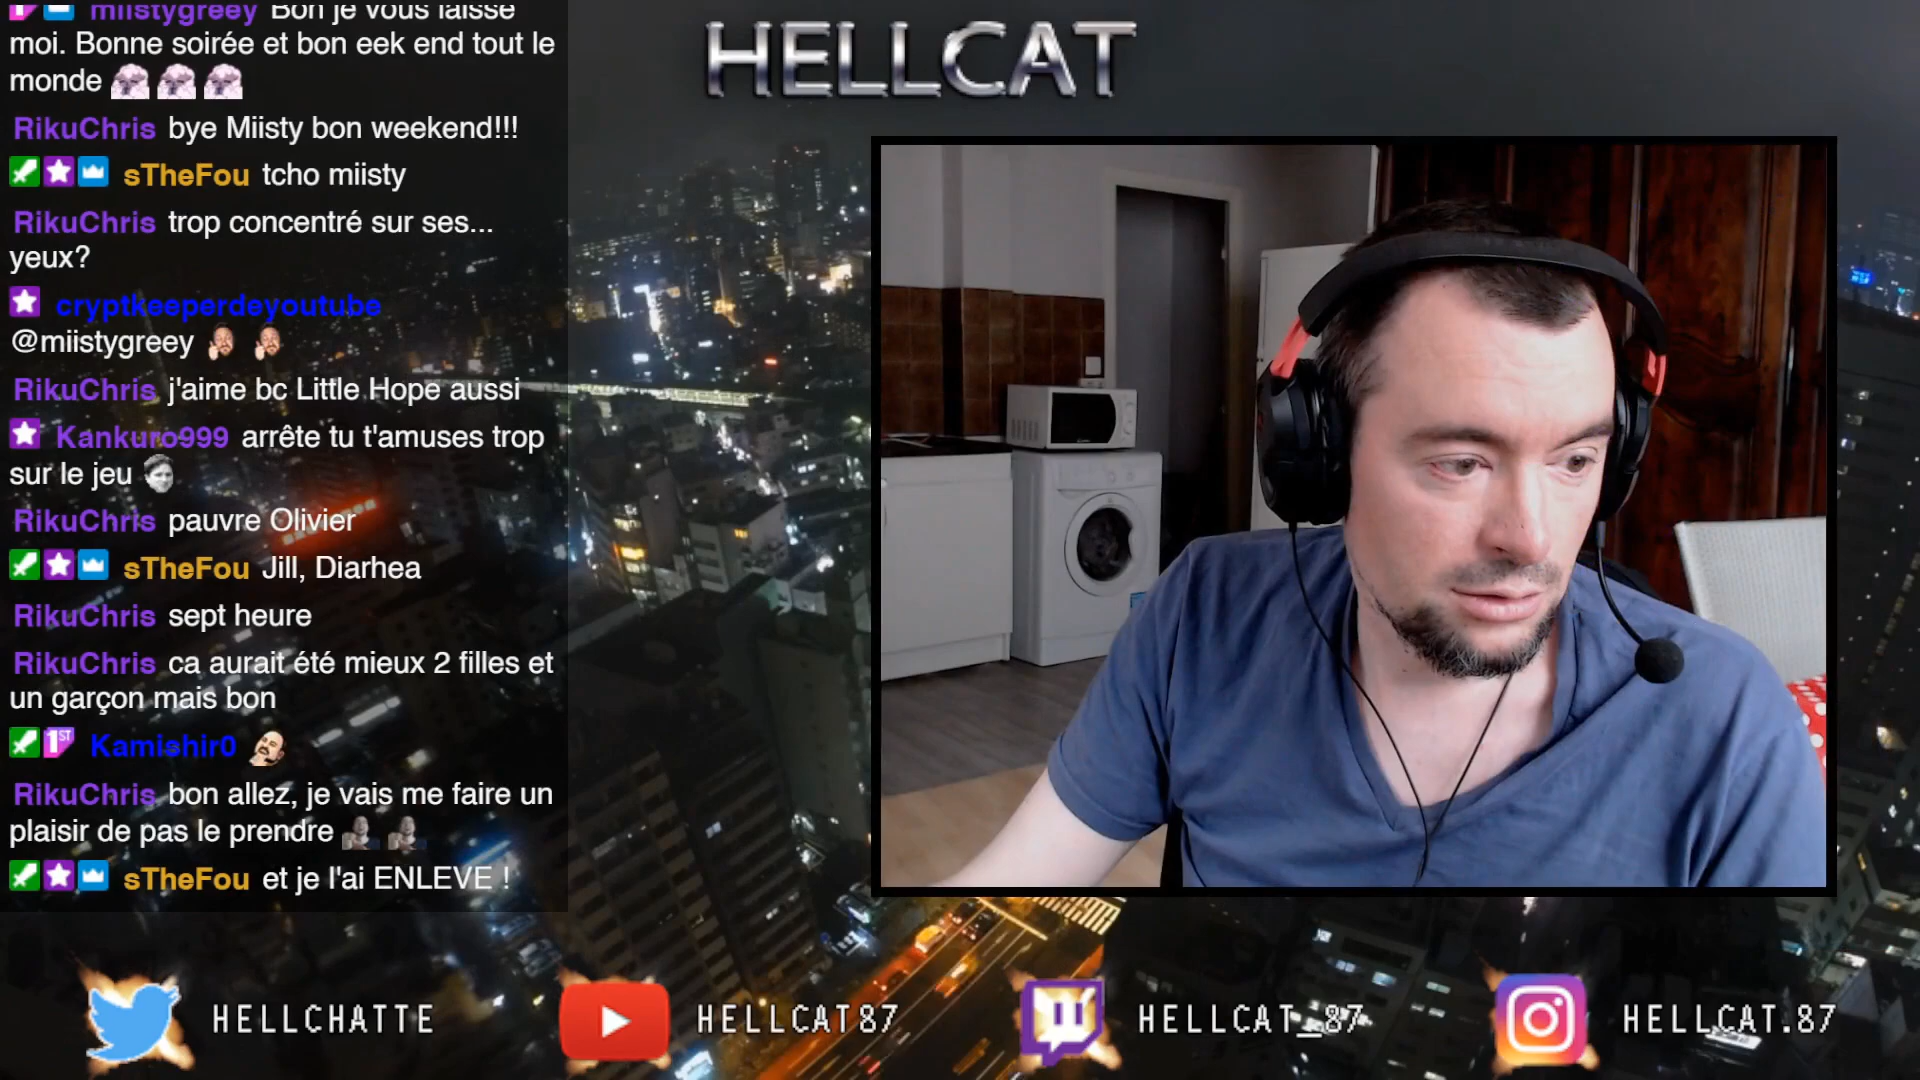 miistygreey Bon je vous laisse
moi. Bonne soirée et bon eek end tout le
monde
RikuChris bye Miisty bon weekend!!!
sTheFou tcho miisty
RikuChris trop concentré sur ses...
yeux?
cryptkeeperdeyoutube
@miistygreey
RikuChris j'aime bc Little Hope aussi
Kankuro999 arrête tu t'amuses trop
sur le jeu
RikuChris pauvre Olivier
sTheFou Jill, Diarhea
RikuChris sept heure
RikuChris ca aurait été mieux 2 filles et
un garçon mais bon
1ST Kamishir0
RikuChris bon allez, je vais me faire un
plaisir de pas le prendre
sTheFou et je l'ai ENLEVE !
HELLCAT
HELLCHATTE
HELLCAT87
HELLCAT_87
HELLCAT.87